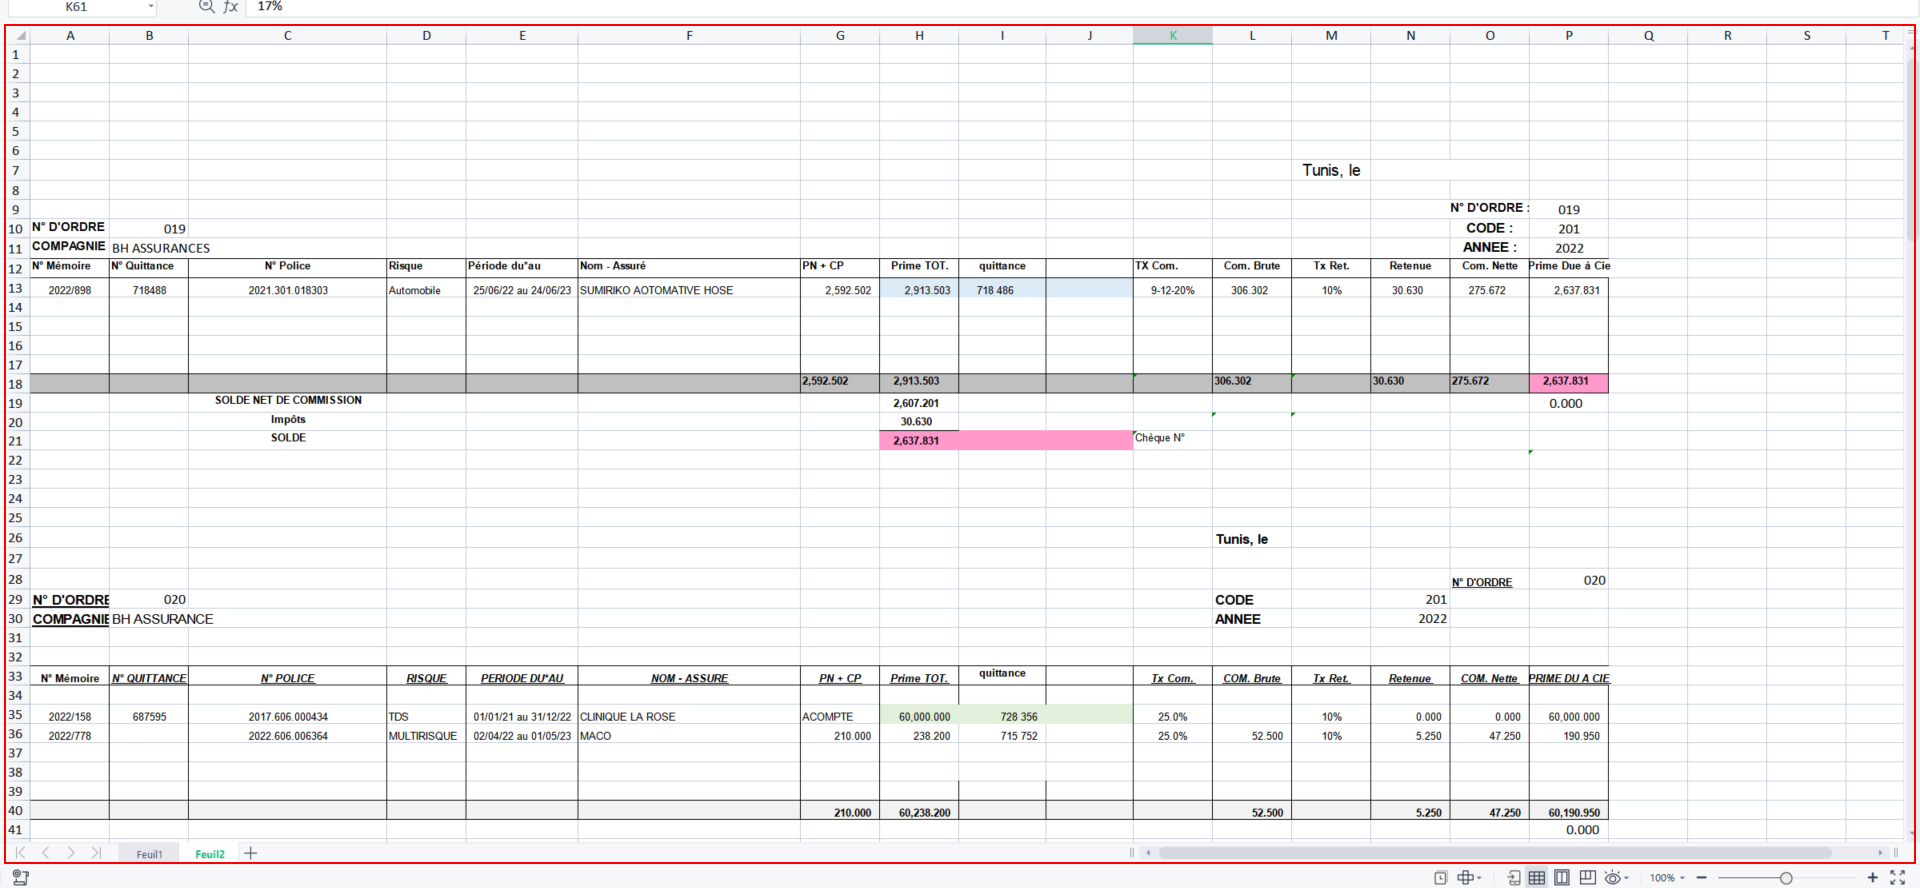 K61 fx 17%
A B C D E F G H I J K L M N O P Q R S T
1
2
3
4
5
6
7 Tunis, le
8
9 N° D'ORDRE : 019
10 N° D'ORDRE 019 CODE : 201
11 COMPAGNIE BH ASSURANCES ANNEE : 2022
12 N° Mémoire N° Quittance N° Police Risque Période du*au Nom - Assuré PN + CP Prime TOT. quittance TX Com. Com. Brute Tx Ret. Retenue Com. Nette Prime Due à Cie
13 2022/898 718488 2021.301.018303 Automobile 25/06/22 au 24/06/23 SUMIRIKO AOTOMATIVE HOSE 2,592.502 2,913.503 718 486 9-12-20% 306.302 10% 30.630 275.672 2,637.831
14
15
16
17
18 2,592.502 2,913.503 306.302 30.630 275.672 2,637.831
19 SOLDE NET DE COMMISSION 2,607.201 0.000
20 Impôts 30.630
21 SOLDE 2,637.831 Chèque N°
22
23
24
25
26 Tunis, le
27
28 N° D'ORDRE 020
29 N° D'ORDRE 020 CODE 201
30 COMPAGNIE BH ASSURANCE ANNEE 2022
31
32
33 N° Mémoire N° QUITTANCE N° POLICE RISQUE PERIODE DU*AU NOM - ASSURE PN + CP Prime TOT. quittance Tx Com. COM. Brute Tx Ret. Retenue COM. Nette PRIME DU A CIE
34
35 2022/158 687595 2017.606.000434 TDS 01/01/21 au 31/12/22 CLINIQUE LA ROSE ACOMPTE 60,000.000 728 356 25.0% 10% 0.000 0.000 60,000.000
36 2022/778 2022.606.006364 MULTIRISQUE 02/04/22 au 01/05/23 MACO 210.000 238.200 715 752 25.0% 52.500 10% 5.250 47.250 190.950
37
38
39
40 210.000 60,238.200 52.500 5.250 47.250 60,190.950
41 0.000
Feuil1 Feuil2
100%